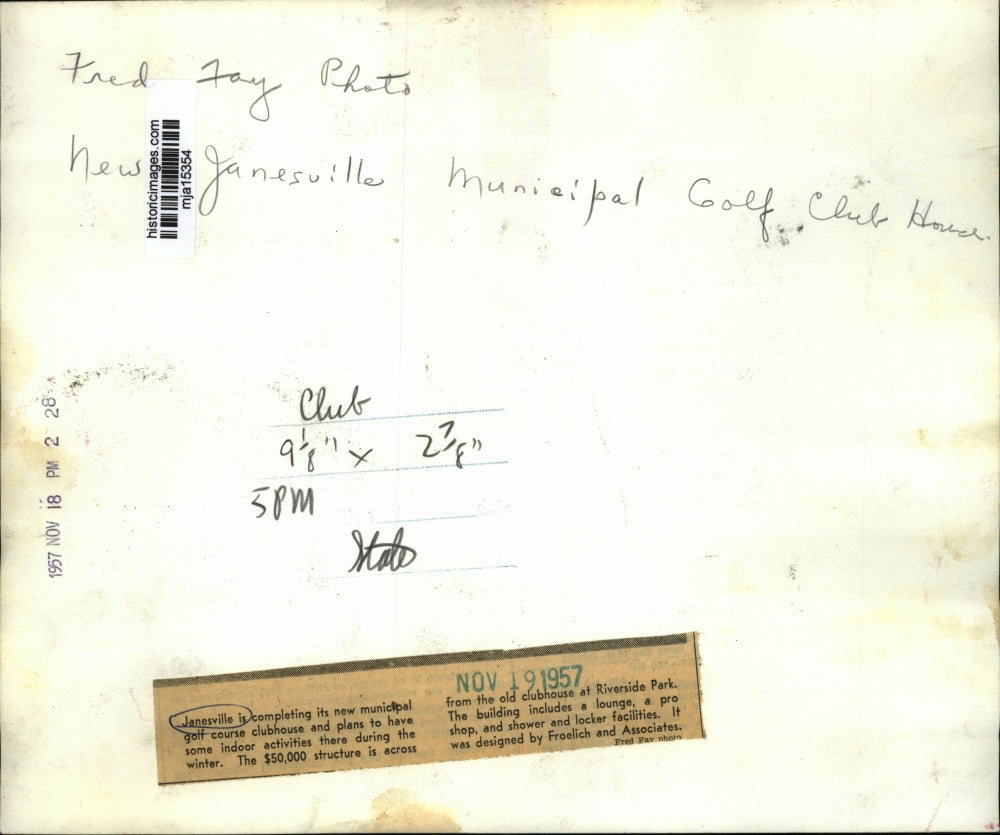 Fred Fay Photo
historicimages.com
mja15354
New Janesville Municipal Golf Club House.
1957 NOV 18 PM 2 28
Club
9 1/8" x 2 7/8"
5PM
State
NOV 19 1957
Janesville is completing its new municipal
golf course clubhouse and plans to have
some indoor activities there during the
winter. The $50,000 structure is across
from the old clubhouse at Riverside Park.
The building includes a lounge, a pro
shop, and shower and locker facilities. It
was designed by Froelich and Associates.
Fred Fay photo